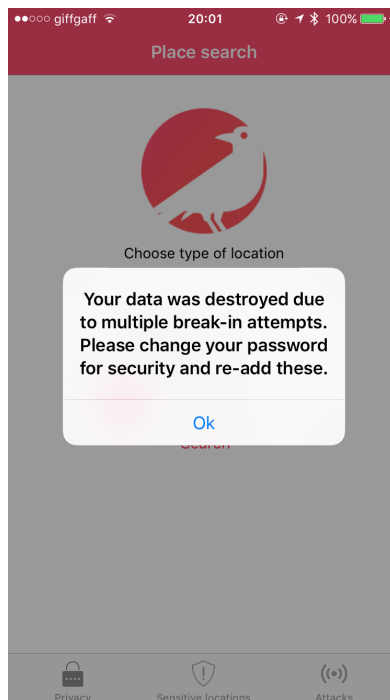 giffgaff 20:01 100%
Place search
Choose type of location
Your data was destroyed due
to multiple break-in attempts.
Please change your password
for security and re-add these.
Ok
Search
Privacy Sensitive locations Attacks